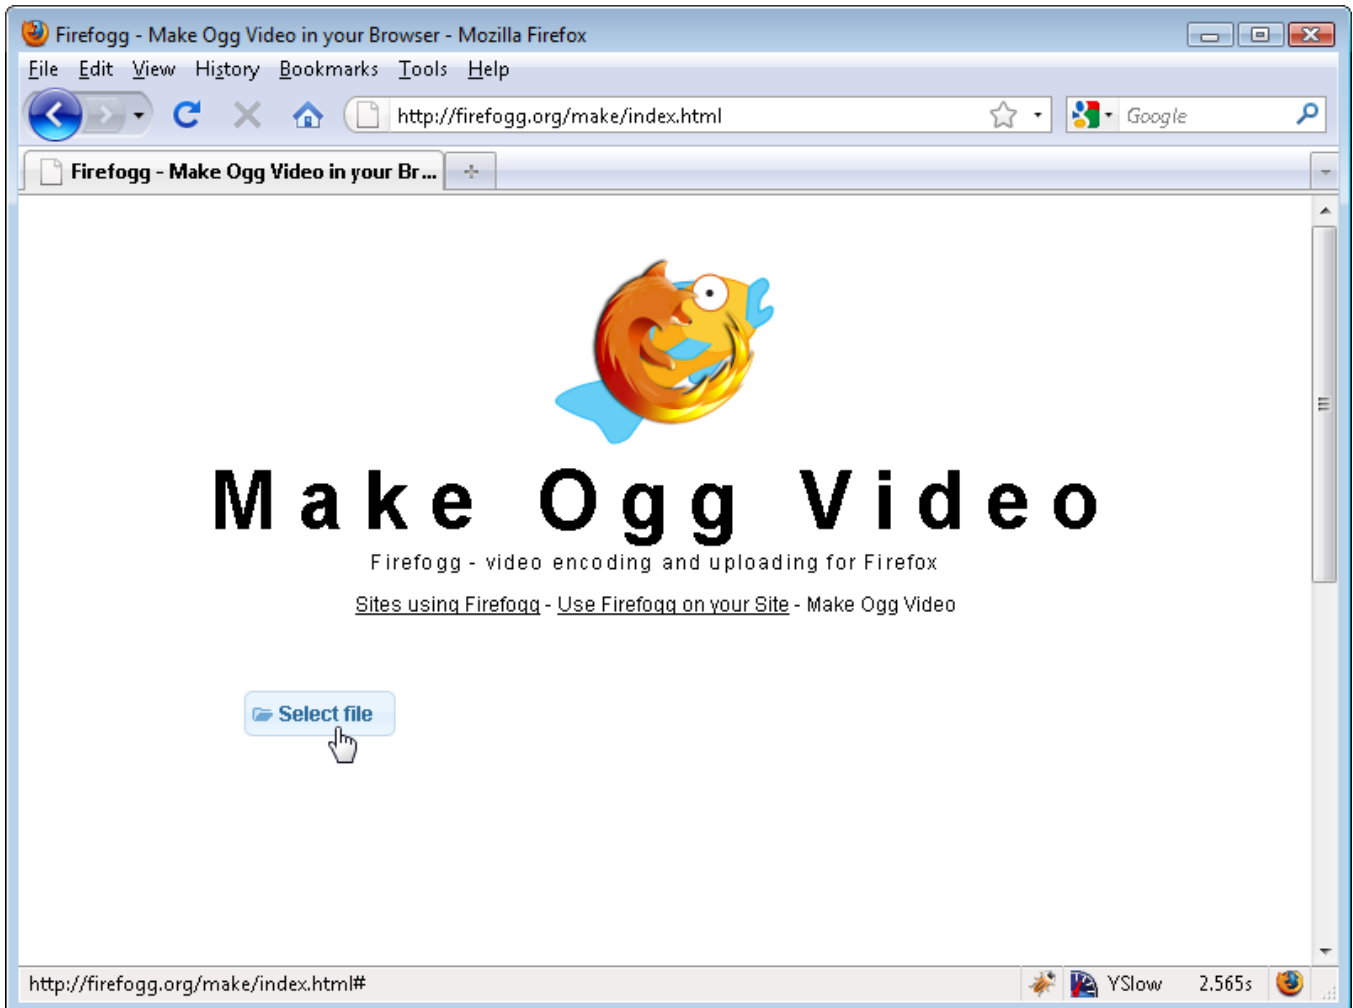 Firefogg - Make Ogg Video in your Browser - Mozilla Firefox
File Edit View History Bookmarks Tools Help
http://firefogg.org/make/index.html Google
Firefogg - Make Ogg Video in your Br...
Make Ogg Video
Firefogg - video encoding and uploading for Firefox
Sites using Firefogg - Use Firefogg on your Site - Make Ogg Video
Select file
http://firefogg.org/make/index.html# YSlow 2.565s